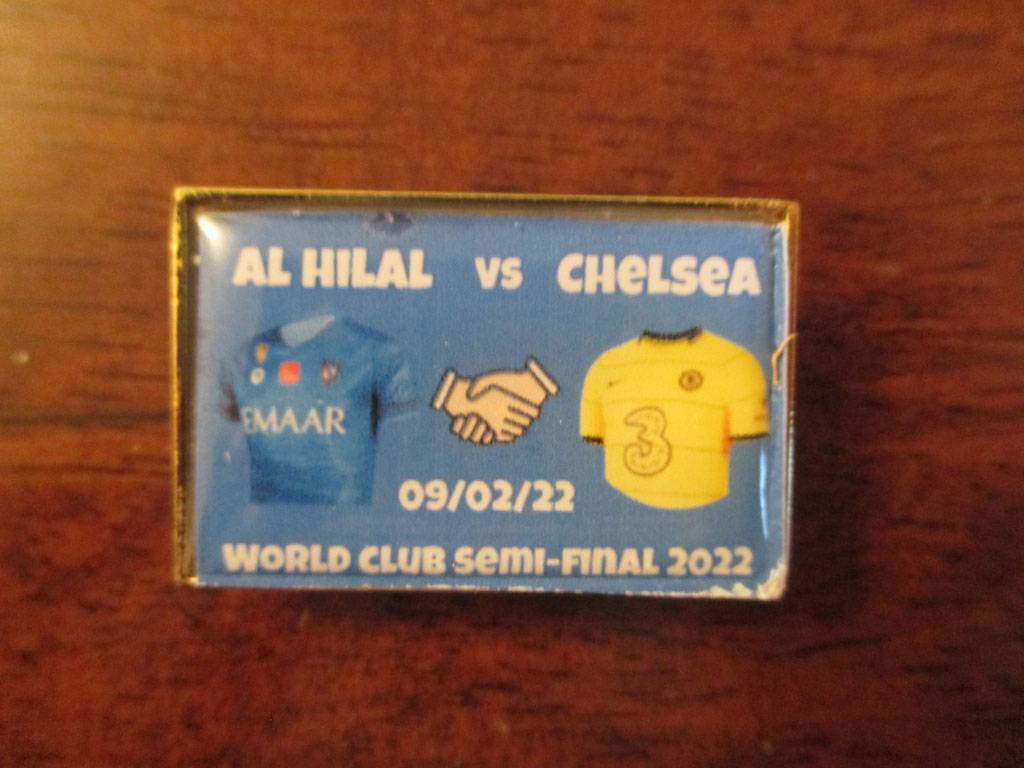 AL HILAL vs CHELSEA
EMAAR
3
09/02/22
WORLD CLUB SEMI-FINAL 2022